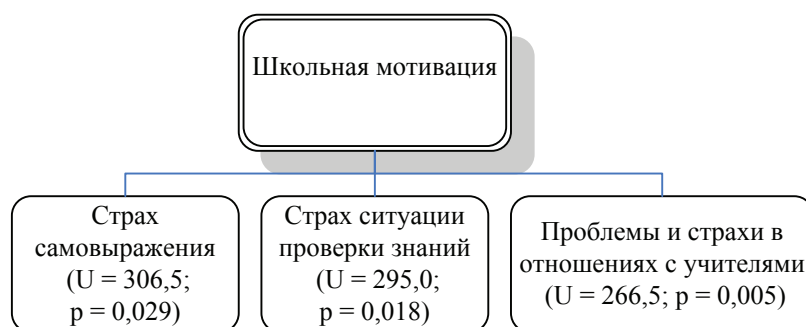 Школьная мотивация
Страх
самовыражения
(U = 306,5;
p = 0,029)
Страх ситуации
проверки знаний
(U = 295,0;
p = 0,018)
Проблемы и страхи в
отношениях с учителями
(U = 266,5; p = 0,005)